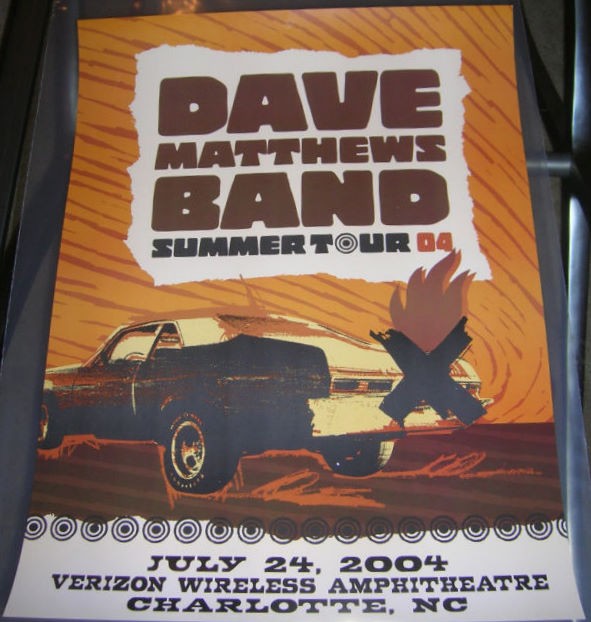 DAVE
MATTHEWS
BAND
SUMMER TOUR 04
JULY 24, 2004
VERIZON WIRELESS AMPHITHEATRE
CHARLOTTE, NC